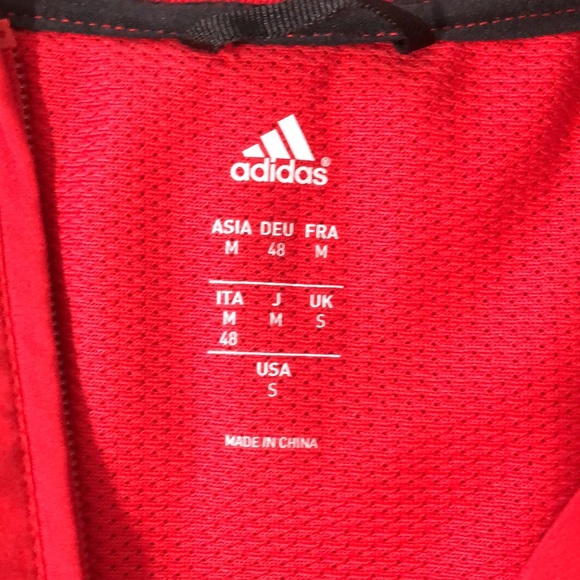 adidas®
ASIA DEU FRA
M 48 M
ITA J UK
M M S
48
USA
S
MADE IN CHINA